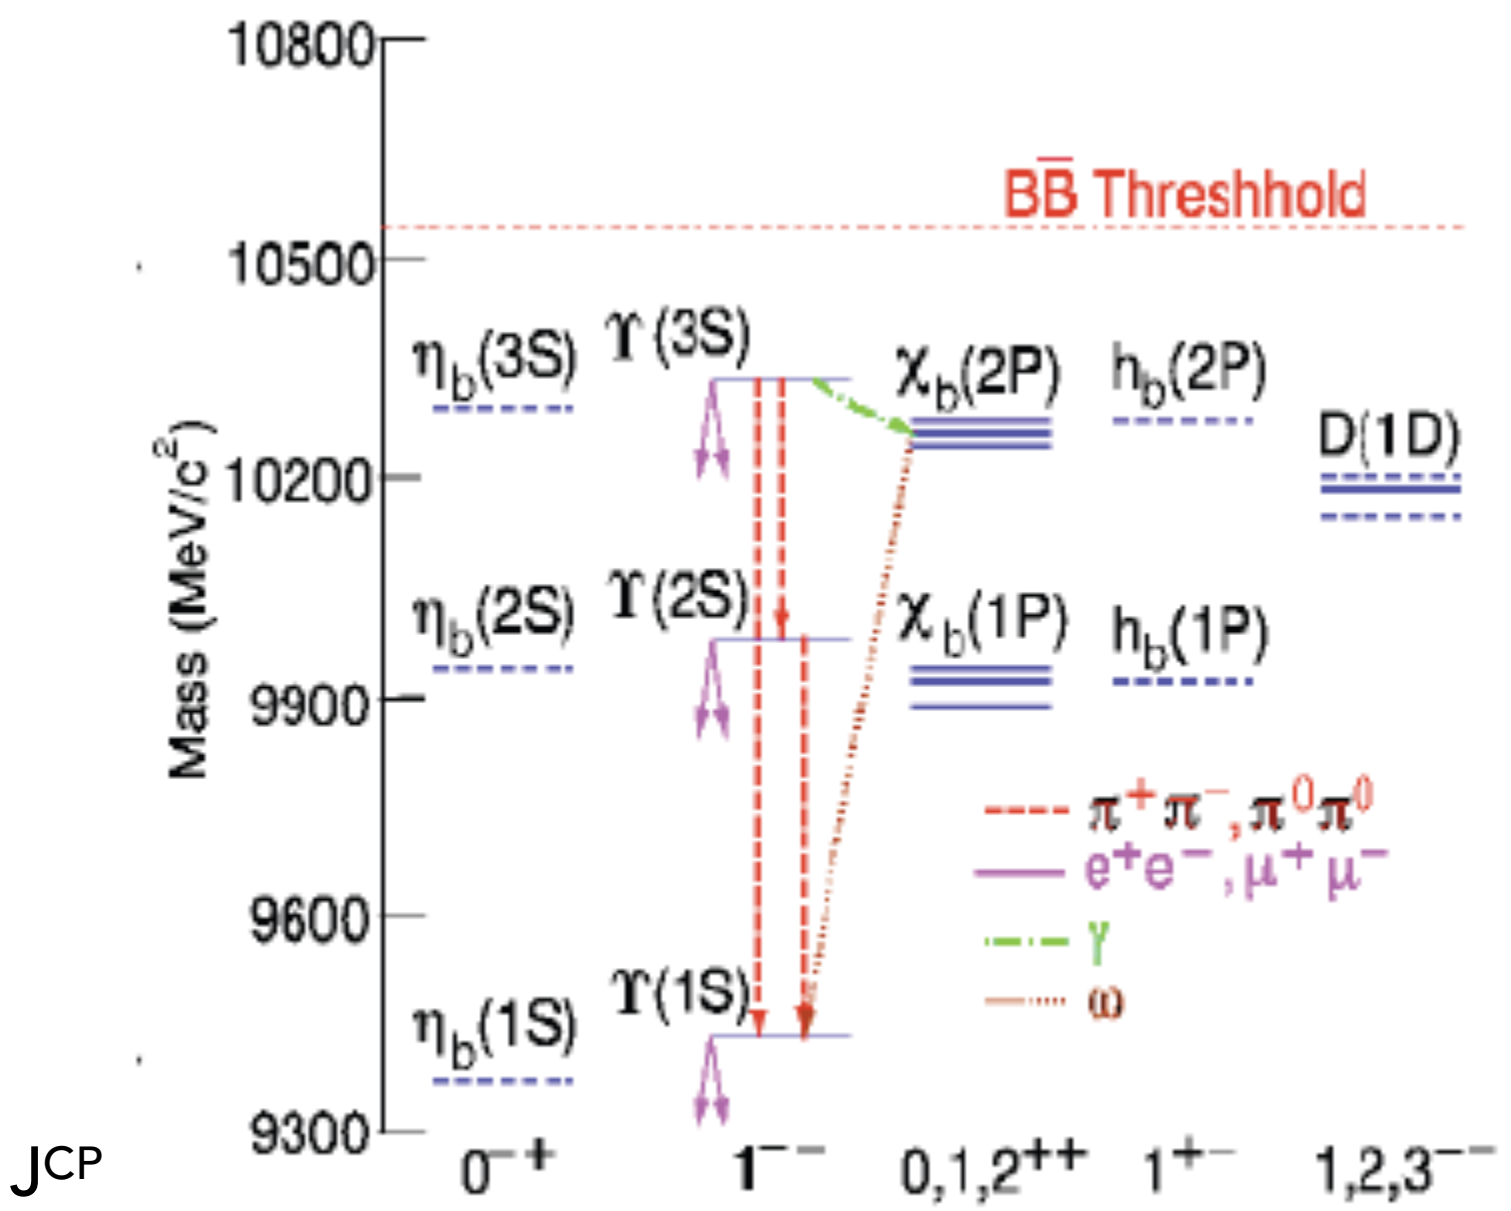 10800
BB̅ Threshhold
10500
ηb(3S) ϒ(3S) χb(2P) hb(2P)
D(1D)
10200
Mass (MeV/c²)
ηb(2S) ϒ(2S) χb(1P) hb(1P)
9900
π⁺π⁻, π⁰π⁰
e⁺e⁻, μ⁺μ⁻
9600
γ
ω
ηb(1S) ϒ(1S)
9300
JCP 0⁻⁺ 1⁻⁻ 0,1,2⁺⁺ 1⁺⁻ 1,2,3⁻⁻